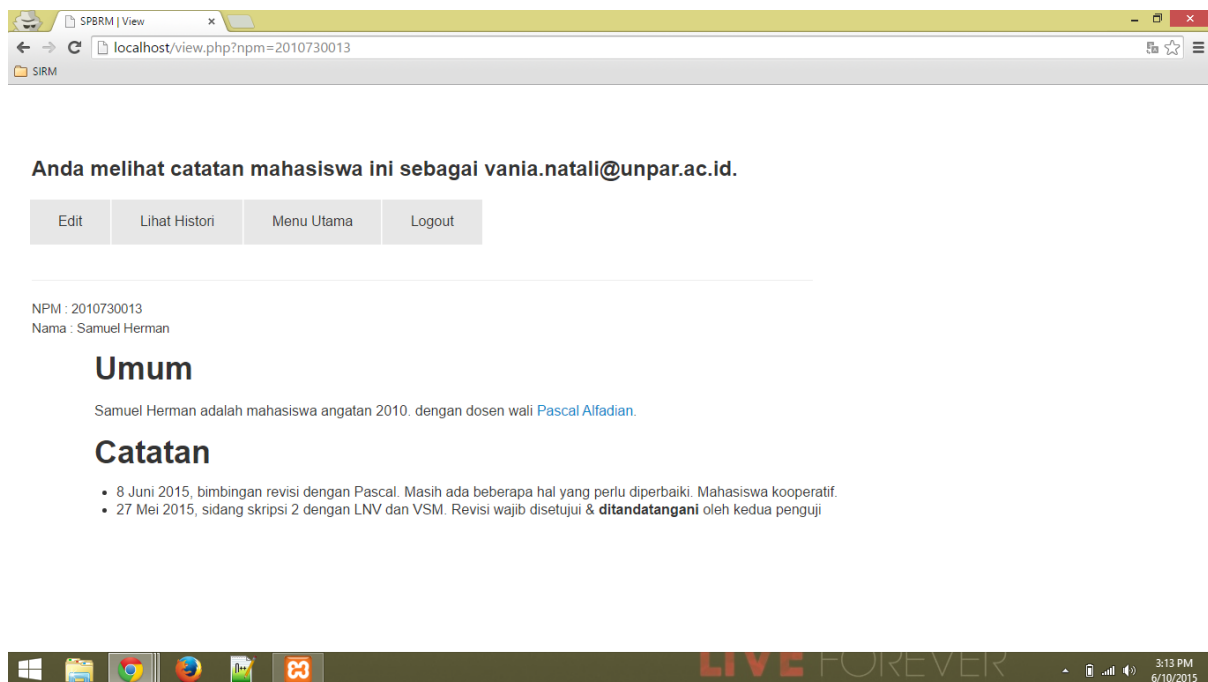 SPBRM | View
localhost/view.php?npm=2010730013
SIRM
Anda melihat catatan mahasiswa ini sebagai vania.natali@unpar.ac.id.
Edit Lihat Histori Menu Utama Logout
NPM : 2010730013
Nama : Samuel Herman
Umum
Samuel Herman adalah mahasiswa angatan 2010. dengan dosen wali Pascal Alfadian.
Catatan
• 8 Juni 2015, bimbingan revisi dengan Pascal. Masih ada beberapa hal yang perlu diperbaiki. Mahasiswa kooperatif.
• 27 Mei 2015, sidang skripsi 2 dengan LNV dan VSM. Revisi wajib disetujui & ditandatangani oleh kedua penguji
LIVE FOREVER
3:13 PM
6/10/2015